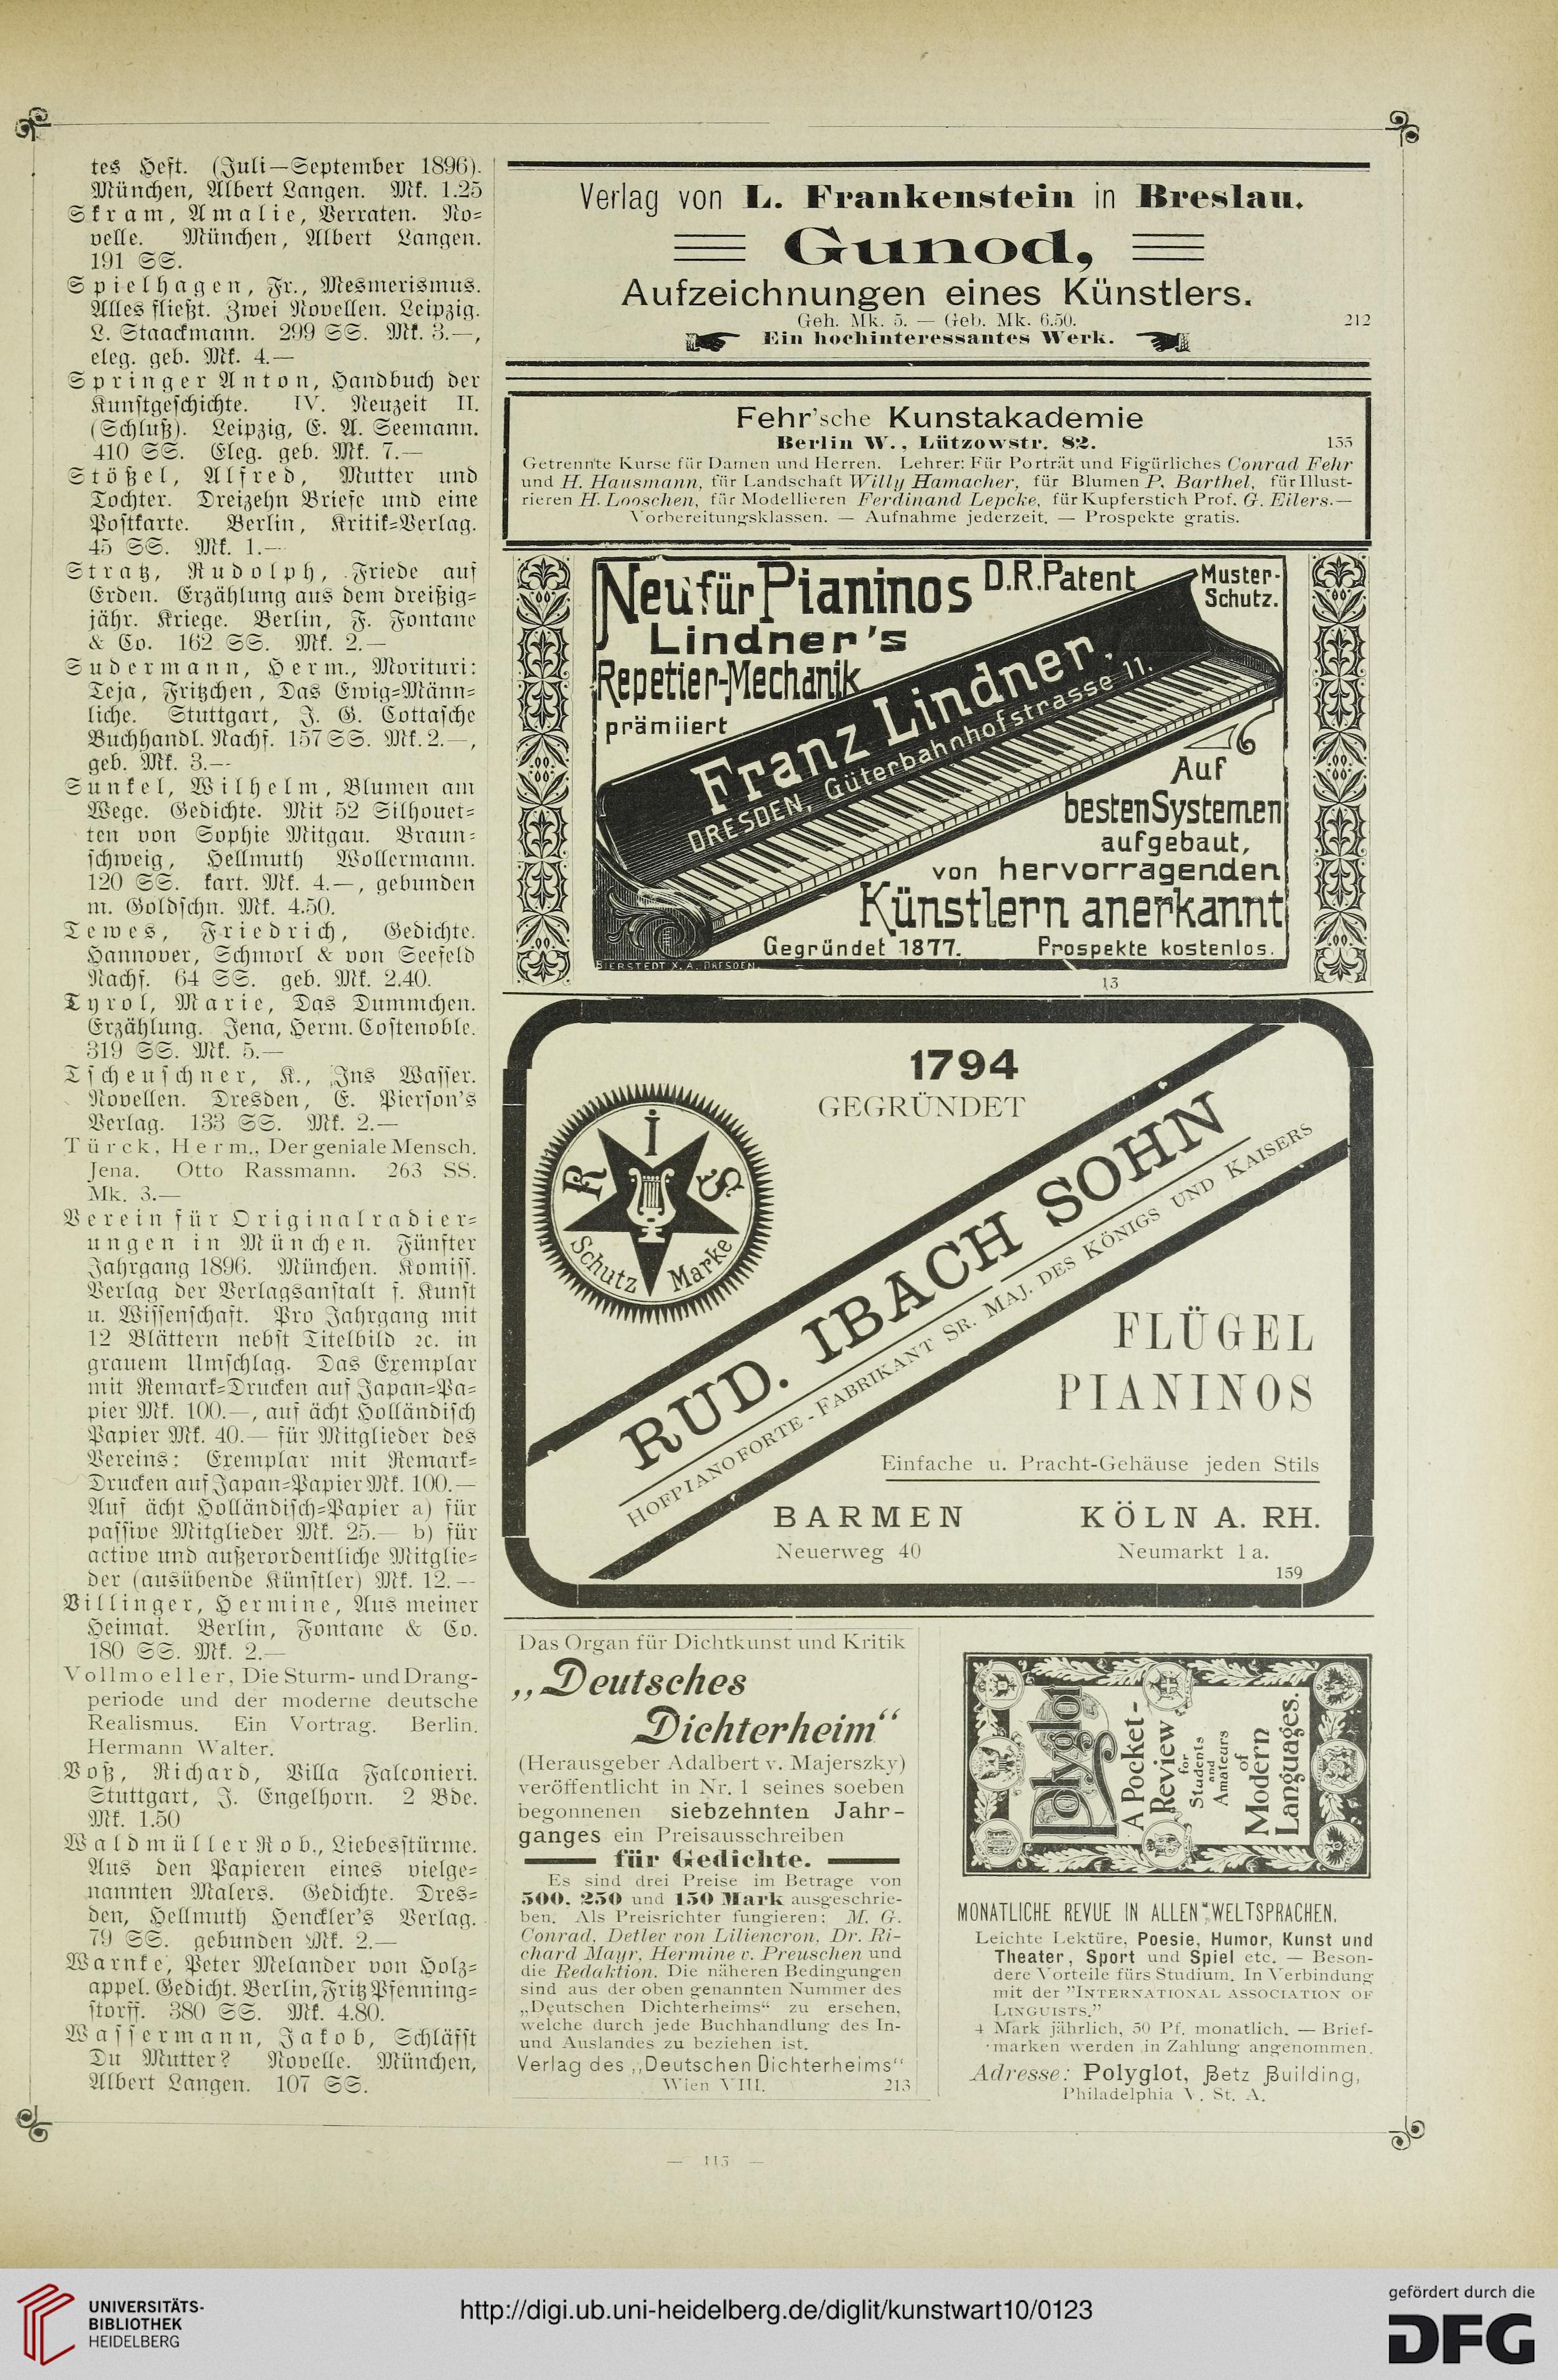 tes Heft. (Juli—September 1896).
München, Albert Langen. Mk. 1.25
Skram, Amalie, Verraten. No-
velle. München, Albert Langen.
191 SS.
Spielhagen, Fr., Mesmerismus.
Alles fließt. Zwei Novellen. Leipzig.
L. Staackmann. 299 SS. Mk. 3.—,
eleg. geb. Mk. 4.—
Springer Anton, Handbuch der
Kunstgeschichte. IV. Neuzeit II.
(Schluß). Leipzig, E. A. Seemann.
410 SS. Eleg. geb. Mk. 7.—
Stößel, Alfred, Mutter und
Tochter. Dreizehn Briefe und eine
Postkarte. Berlin, Kritik-Verlag.
45 SS. Mk. 1.—
Stratz, Rudolph, Friede auf
Erden. Erzählung aus dem dreißig-
jähr. Kriege. Berlin, F. Fontane
& Co. 162 SS. Mk. 2.—
Sudermann, Herm., Morituri:
Teja, Fritzchen, Das Ewig-Männ-
liche. Stuttgart, J. G. Cottasche
Buchhandl. Nachf. 157 SS. Mk. 2.—,
geb. Mk. 3.—
Sunkel, Wilhelm, Blumen am
Wege. Gedichte. Mit 52 Silhouet-
ten von Sophie Mitgau. Braun-
schweig, Hellmuth Wollermann.
120 SS. kart. Mk. 4.—, gebunden
m. Goldschn. Mk. 4.50.
Tewes, Friedrich, Gedichte.
Hannover, Schmorl & von Seefeld
Nachf. 64 SS. geb. Mk. 2.40.
Tyrol, Marie, Das Dummchen.
Erzählung. Jena, Herm. Costenoble.
319 SS. Mk. 5.—
Tscheuschner, K., Ins Wasser.
Novellen. Dresden, E. Pierson's
Verlag. 133 SS. Mk. 2.—
Türck, Herm., Der geniale Mensch.
Jena. Otto Rassmann. 263 SS.
Mk. 3.—
Verein für Originalradier-
ungen in München. Fünfter
Jahrgang 1896. München. Komiss.
Verlag der Verlagsanstalt f. Kunst
u. Wissenschaft. Pro Jahrgang mit
12 Blättern nebst Titelbild ꝛc. in
grauem Umschlag. Das Exemplar
mit Remark-Drucken auf Japan-Pa-
pier Mk. 100.—, auf ächt Holländisch
Papier Mk. 40.— für Mitglieder des
Vereins: Exemplar mit Remark-
Drucken auf Japan-Papier Mk. 100.—
Auf ächt Holländisch-Papier a) für
passive Mitglieder Mk. 25.— b) für
active und außerordentliche Mitglie-
der (ausübende Künstler) Mk. 12.—
Villinger, Hermine, Aus meiner
Heimat. Berlin, Fontane & Co.
180 SS. Mk. 2.—
Vollmoeller, Die Sturm- und Drang-
periode und der moderne deutsche
Realismus. Ein Vortrag. Berlin.
Hermann Walter.
Voß, Richard, Villa Falconieri.
Stuttgart, J. Engelhorn. 2 Bde.
Mk. 1.50
Waldmüller Rob., Liebesstürme.
Aus den Papieren eines vielge-
nannten Malers. Gedichte. Dres-
den, Hellmuth Henckler's Verlag.
79 SS. gebunden Mk. 2.—
Warnke, Peter Melander von Holz-
appel. Gedicht. Berlin, Fritz Pfenning-
storff. 380 SS. Mk. 4.80.
Wassermann, Jakob, Schläfst
Du Mutter? Novelle. München,
Albert Langen. 107 SS.
Verlag von L. Frankenstein in Breslau.
Gunod,
Aufzeichnungen eines Künstlers.
Geh. Mk. 5. — Geb. Mk. 6.50. 212
Ein hochinteressantes Werk.
Fehr'sche Kunstakademie
Berlin W., Lützowstr. 82. 155
Getrennte Kurse für Damen und Herren. Lehrer: Für Porträt und Figürliches Conrad Fehr
und H. Hausmann, für Landschaft Willy Hamacher, für Blumen P. Barthel, für Illust-
rieren H. Looschen, für Modellieren Ferdinand Lepcke, für Kupferstich Prof. G. Eilers.—
Vorbereitungsklassen. — Aufnahme jederzeit. — Prospekte gratis.
Neu für Pianinos D.R.Patent
Muster-
Schutz.
Lindner's
Repetier-Mechanik
prämiiert
Franz Lindner.
DRESDEN, Güterbahnhofstrasse 11.
Auf
besten Systemen
aufgebaut,
von hervorragenden
Künstlern anerkannt
Gegründet 1877. Prospekte kostenlos.
BIERSTEDT X.A. DRESDEN
13
1794
GEGRÜNDET
IRIS
Schutz Marke
RUD. IBACH SOHN
HOFPIANOFORTE-FABRIKANT SR. MAJ. DES KÖNIGS UND KAISERS
FLÜGEL
PIANINOS
Einfache u. Pracht-Gehäuse jeden Stils
BARMEN KÖLN A. RH.
Neuerweg 40 Neumarkt 1a.
159
Das Organ für Dichtkunst und Kritik
„Deutsches
Dichterheim“
(Herausgeber Adalbert v. Majerszky)
veröffentlicht in Nr. 1 seines soeben
begonnenen siebzehnten Jahr-
ganges ein Preisausschreiben
für Gedichte.
Es sind drei Preise im Betrage von
500, 250 und 150 Mark ausgeschrie-
ben. Als Preisrichter fungieren: M. G.
Conrad, Detlev von Liliencron, Dr. Ri-
chard Mayr, Hermine v. Preuschen und
die Redaktion. Die näheren Bedingungen
sind aus der oben genannten Nummer des
„Deutschen Dichterheims“ zu ersehen,
welche durch jede Buchhandlung des In-
und Auslandes zu beziehen ist.
Verlag des „Deutschen Dichterheims“
Wien VIII. 213
Polyglot
A Pocket-
Review
for
Students
and
Amateurs
of
Modern
Languages.
MONATLICHE REVUE IN ALLEN WELTSPRACHEN.
Leichte Lektüre, Poesie, Humor, Kunst und
Theater, Sport und Spiel etc. — Beson-
dere Vorteile fürs Studium. In Verbindung
mit der "INTERNATIONAL ASSOCIATION OF
LINGUISTS."
4 Mark jährlich, 50 Pf. monatlich. — Brief-
marken werden in Zahlung angenommen.
Adresse: Polyglot, Betz Building,
Philadelphia V. St. A.
— 115 —
UNIVERSITÄTS-
BIBLIOTHEK
HEIDELBERG
http://digi.ub.uni-heidelberg.de/diglit/kunstwart10/0123
gefördert durch die
DFG